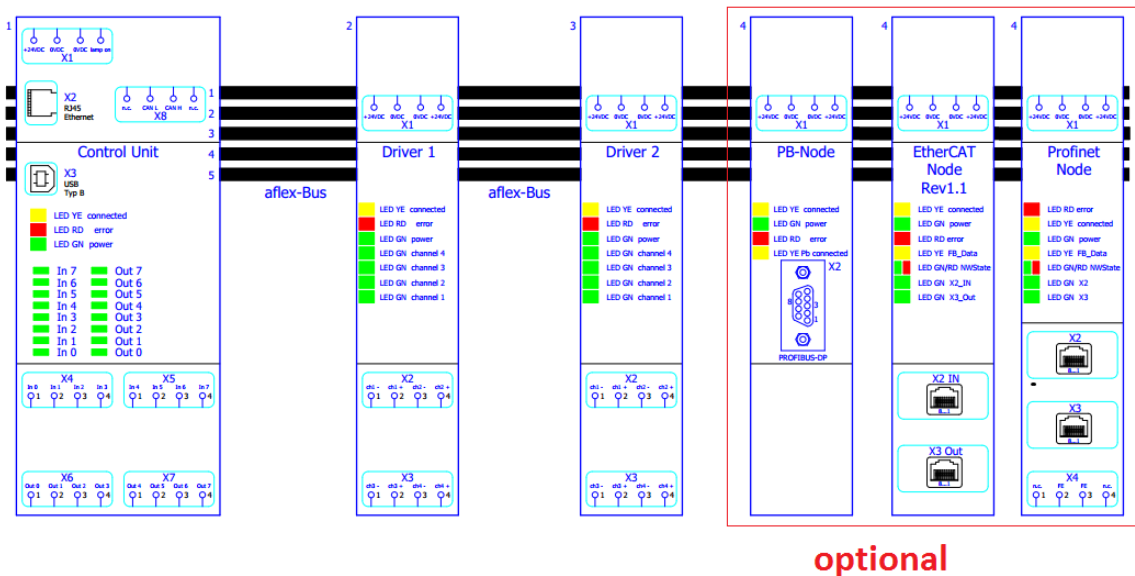 1
+24VDC 0VDC 0VDC lamp on
X1
X2
RJ45
Ethernet
n.c. CAN L CAN H n.c.
X8
1
2
3
4
5
Control Unit
X3
USB
Typ B
LED YE connected
LED RD error
LED GN power
In 7 Out 7
In 6 Out 6
In 5 Out 5
In 4 Out 4
In 3 Out 3
In 2 Out 2
In 1 Out 1
In 0 Out 0
X4
In 0 In 1 In 2 In 3
1 2 3 4
X5
In 4 In 5 In 6 In 7
1 2 3 4
X6
Out 0 Out 1 Out 2 Out 3
1 2 3 4
X7
Out 4 Out 5 Out 6 Out 7
1 2 3 4
aflex-Bus
2
+24VDC 0VDC 0VDC +24VDC
X1
Driver 1
LED YE connected
LED RD error
LED GN power
LED GN channel 4
LED GN channel 3
LED GN channel 2
LED GN channel 1
X2
ch1 - ch1 + ch2 - ch2 +
1 2 3 4
X3
ch3 - ch3 + ch4 - ch4 +
1 2 3 4
aflex-Bus
3
+24VDC 0VDC 0VDC +24VDC
X1
Driver 2
LED YE connected
LED RD error
LED GN power
LED GN channel 4
LED GN channel 3
LED GN channel 2
LED GN channel 1
X2
ch1 - ch1 + ch2 - ch2 +
1 2 3 4
X3
ch3 - ch3 + ch4 - ch4 +
1 2 3 4
4
+24VDC 0VDC 0VDC +24VDC
X1
PB-Node
LED YE connected
LED GN power
LED RD error
LED YE Pb connected
X2
8
3
1
PROFIBUS-DP
4
+24VDC 0VDC 0VDC +24VDC
X1
EtherCAT
Node
Rev1.1
LED YE connected
LED GN power
LED RD error
LED YE FB_Data
LED GN/RD NWState
LED GN X2_IN
LED GN X3_Out
X2 IN
8...1
X3 Out
8...1
4
+24VDC 0VDC 0VDC +24VDC
X1
Profinet
Node
LED RD error
LED YE connected
LED GN power
LED YE FB_Data
LED GN/RD NWState
LED GN X2
LED GN X3
X2
8...1
X3
8...1
X4
n.c. FE FE n.c.
1 2 3 4
optional